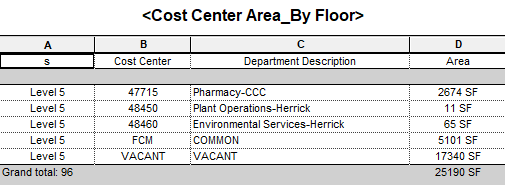 <Cost Center Area_By Floor>
A B C D
s Cost Center Department Description Area
Level 5 47715 Pharmacy-CCC 2674 SF
Level 5 48450 Plant Operations-Herrick 11 SF
Level 5 48460 Environmental Services-Herrick 65 SF
Level 5 FCM COMMON 5101 SF
Level 5 VACANT VACANT 17340 SF
Grand total: 96 25190 SF